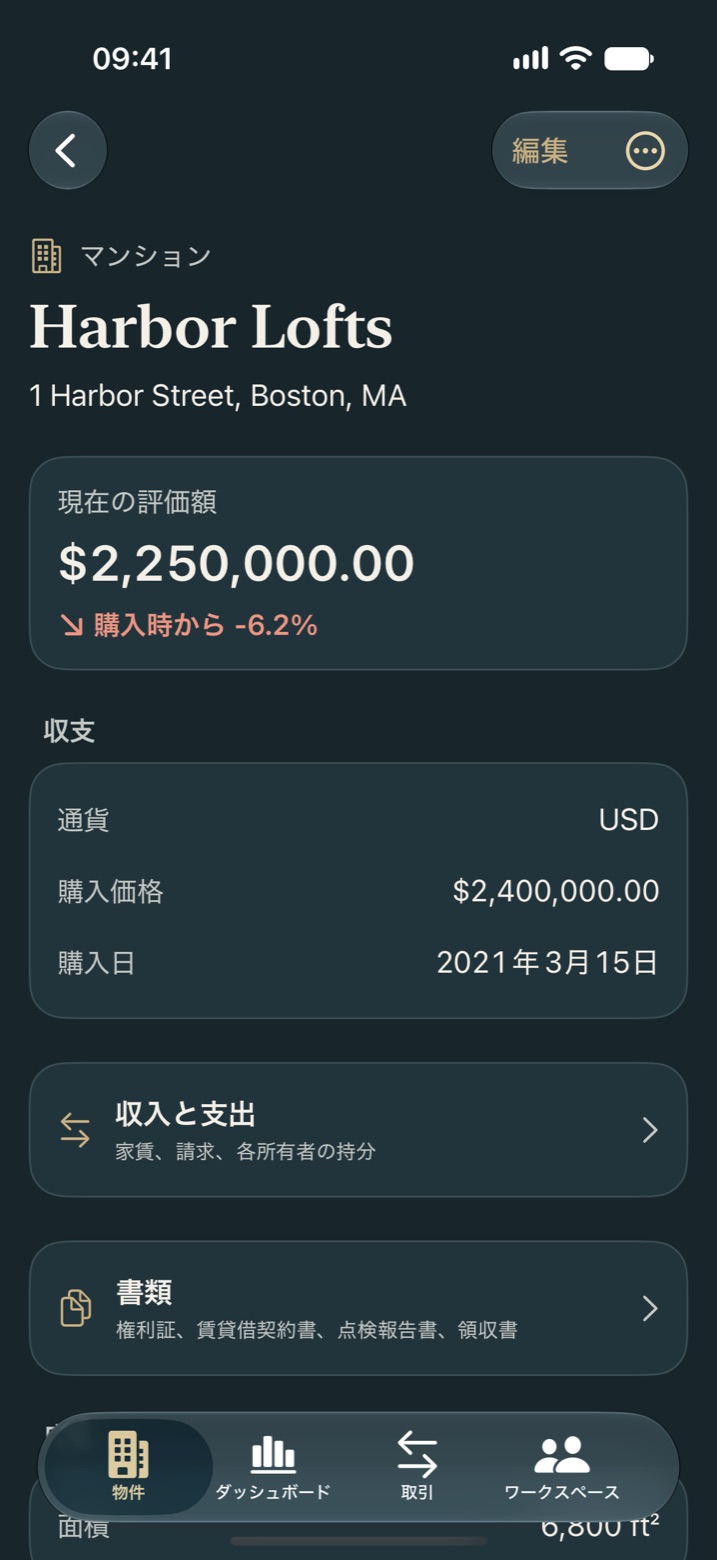 09:41
編集
マンション
Harbor Lofts
1 Harbor Street, Boston, MA
現在の評価額
$2,250,000.00
↘ 購入時から -6.2%
収支
通貨 USD
購入価格 $2,400,000.00
購入日 2021年3月15日
収入と支出
家賃、請求、各所有者の持分
書類
権利証、賃貸借契約書、点検報告書、領収書
物件 ダッシュボード 取引 ワークスペース
面積 6,800 ft²